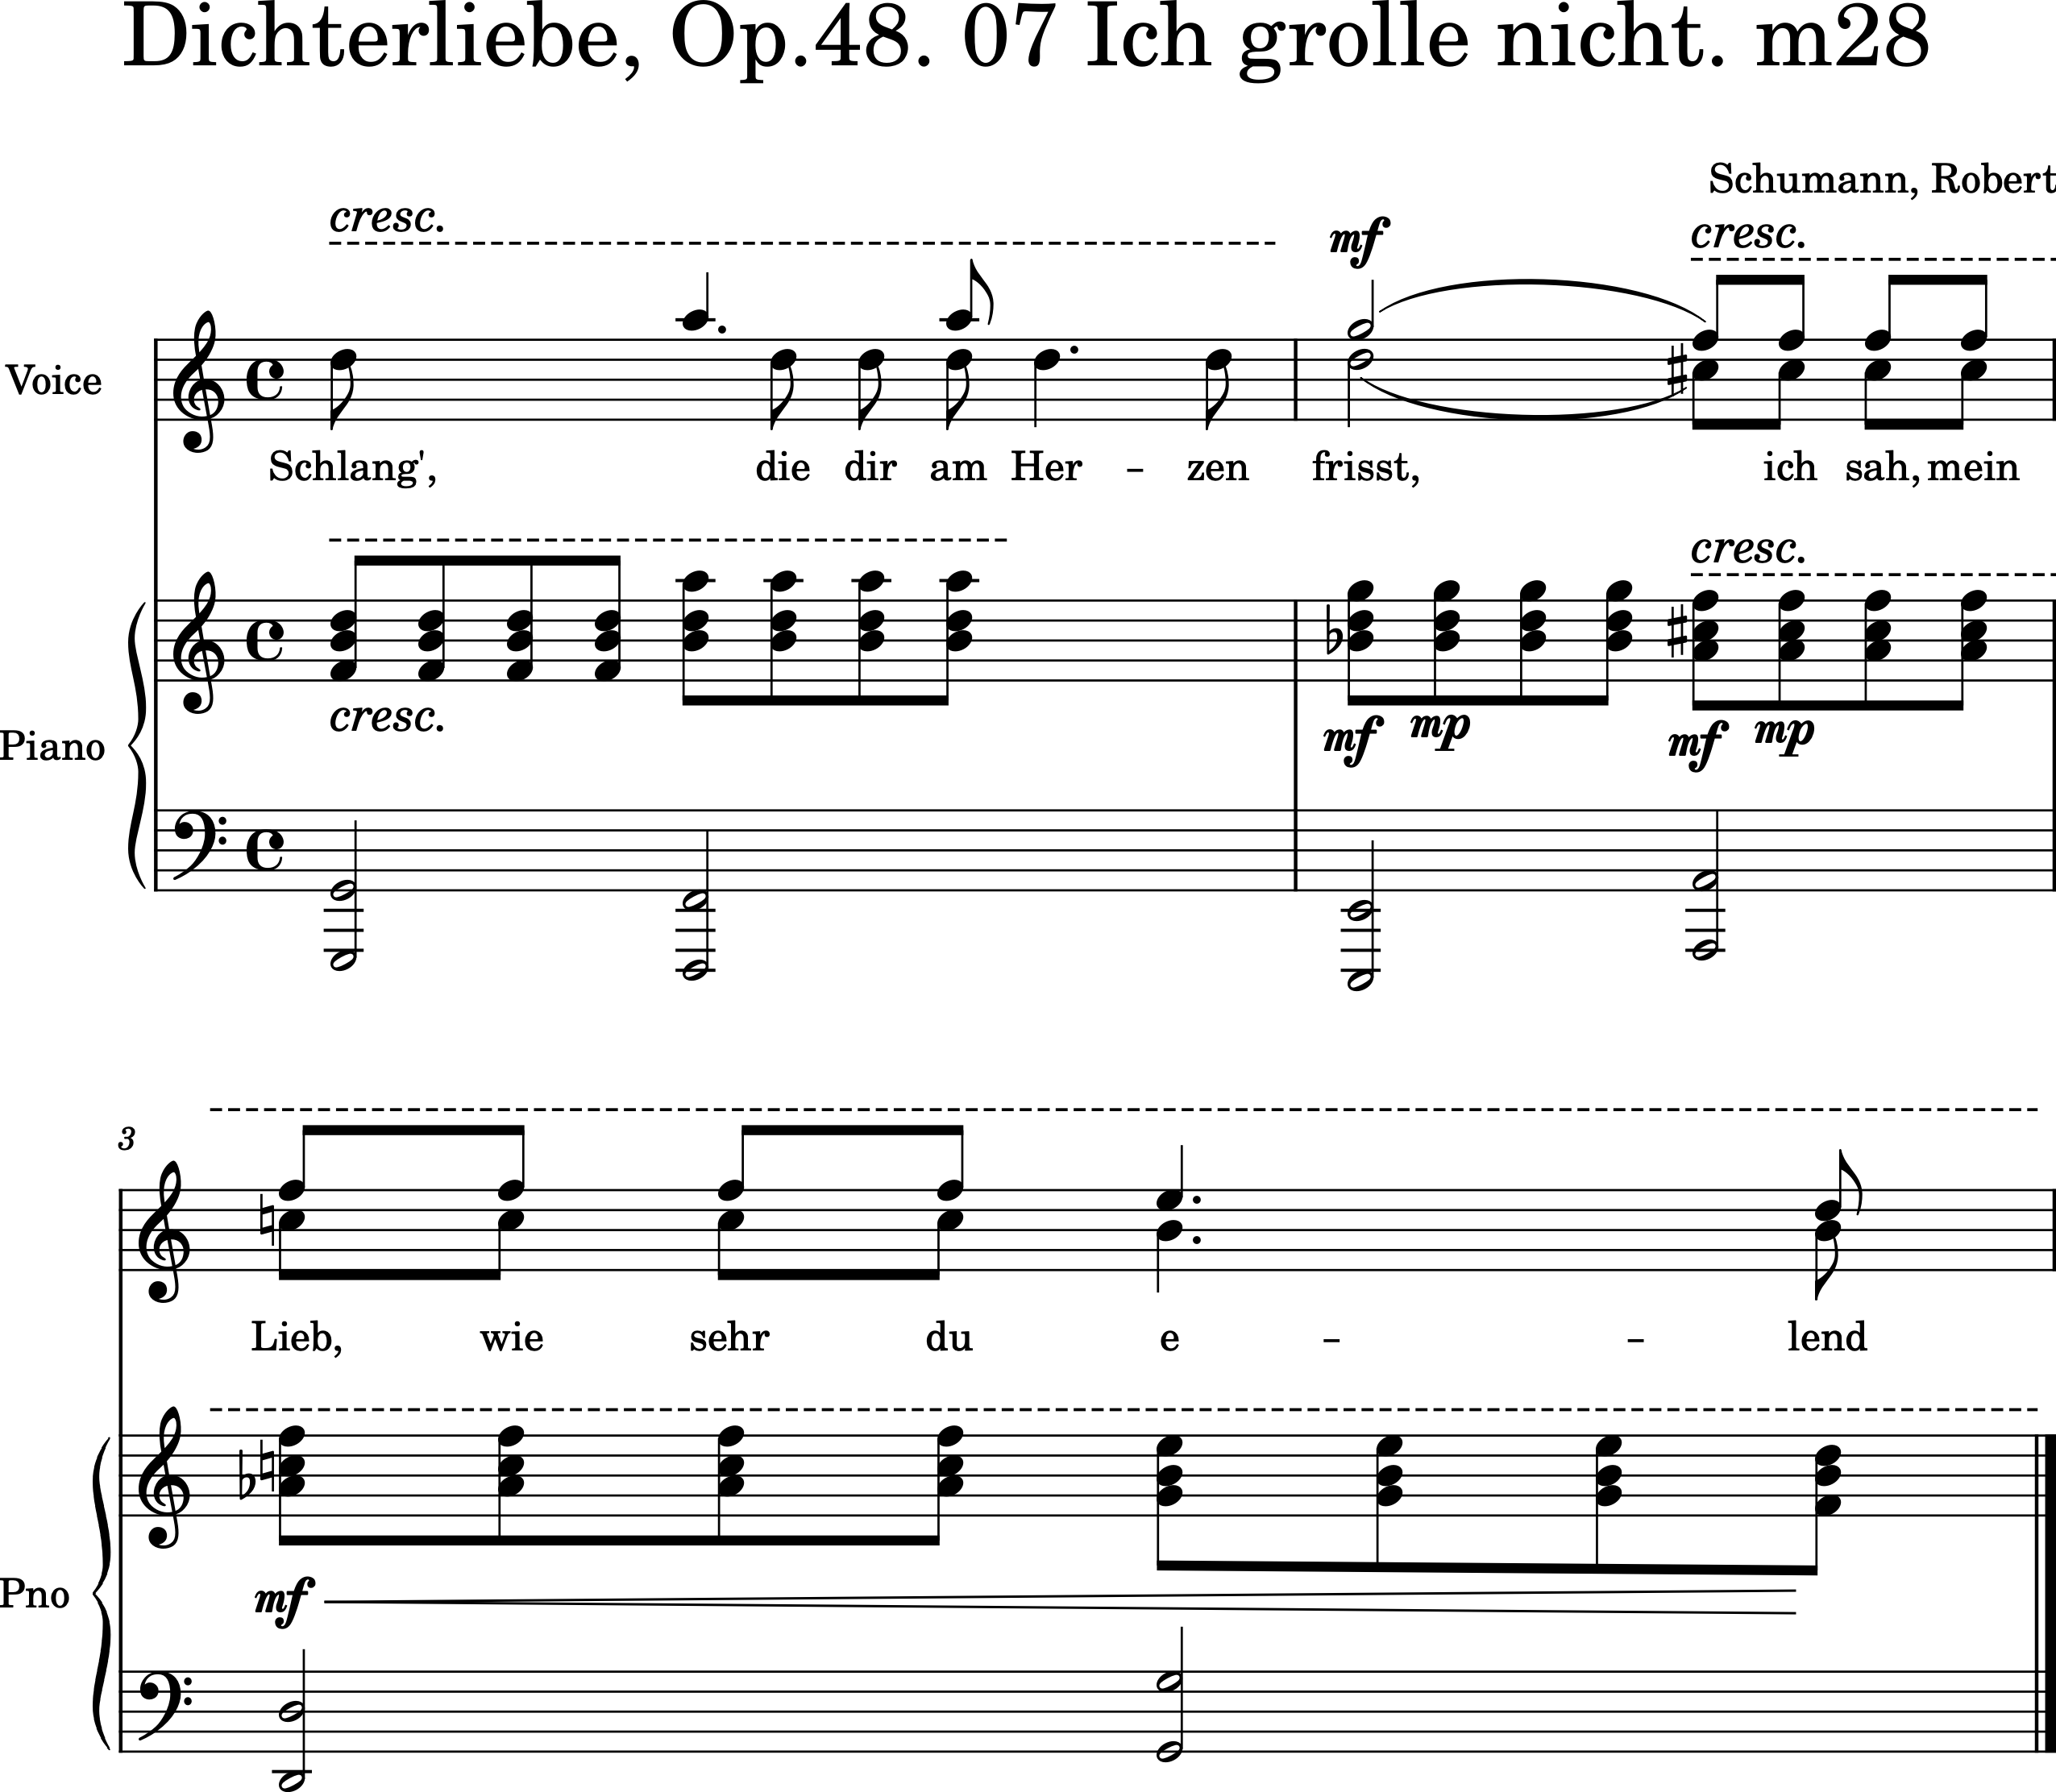 Dichterliebe, Op.48. 07 Ich grolle nicht. m28
Schumann, Robert
cresc.
mf cresc.
Voice
Schlang', die dir am Her – zen frisst, ich sah, mein
cresc.
cresc.
mf mp mf mp
Piano
3
Lieb, wie sehr du e – – lend
Pno
mf